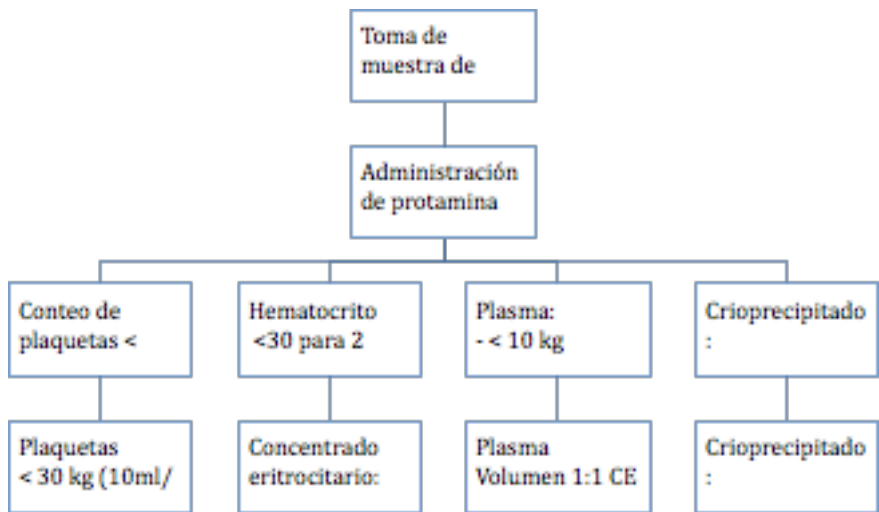 Toma de
muestra de
Administración
de protamina
Conteo de
plaquetas <
Hematocrito
<30 para 2
Plasma:
- < 10 kg
Crioprecipitado
:
Plaquetas
< 30 kg (10ml/
Concentrado
eritrocitario:
Plasma
Volumen 1:1 CE
Crioprecipitado
: